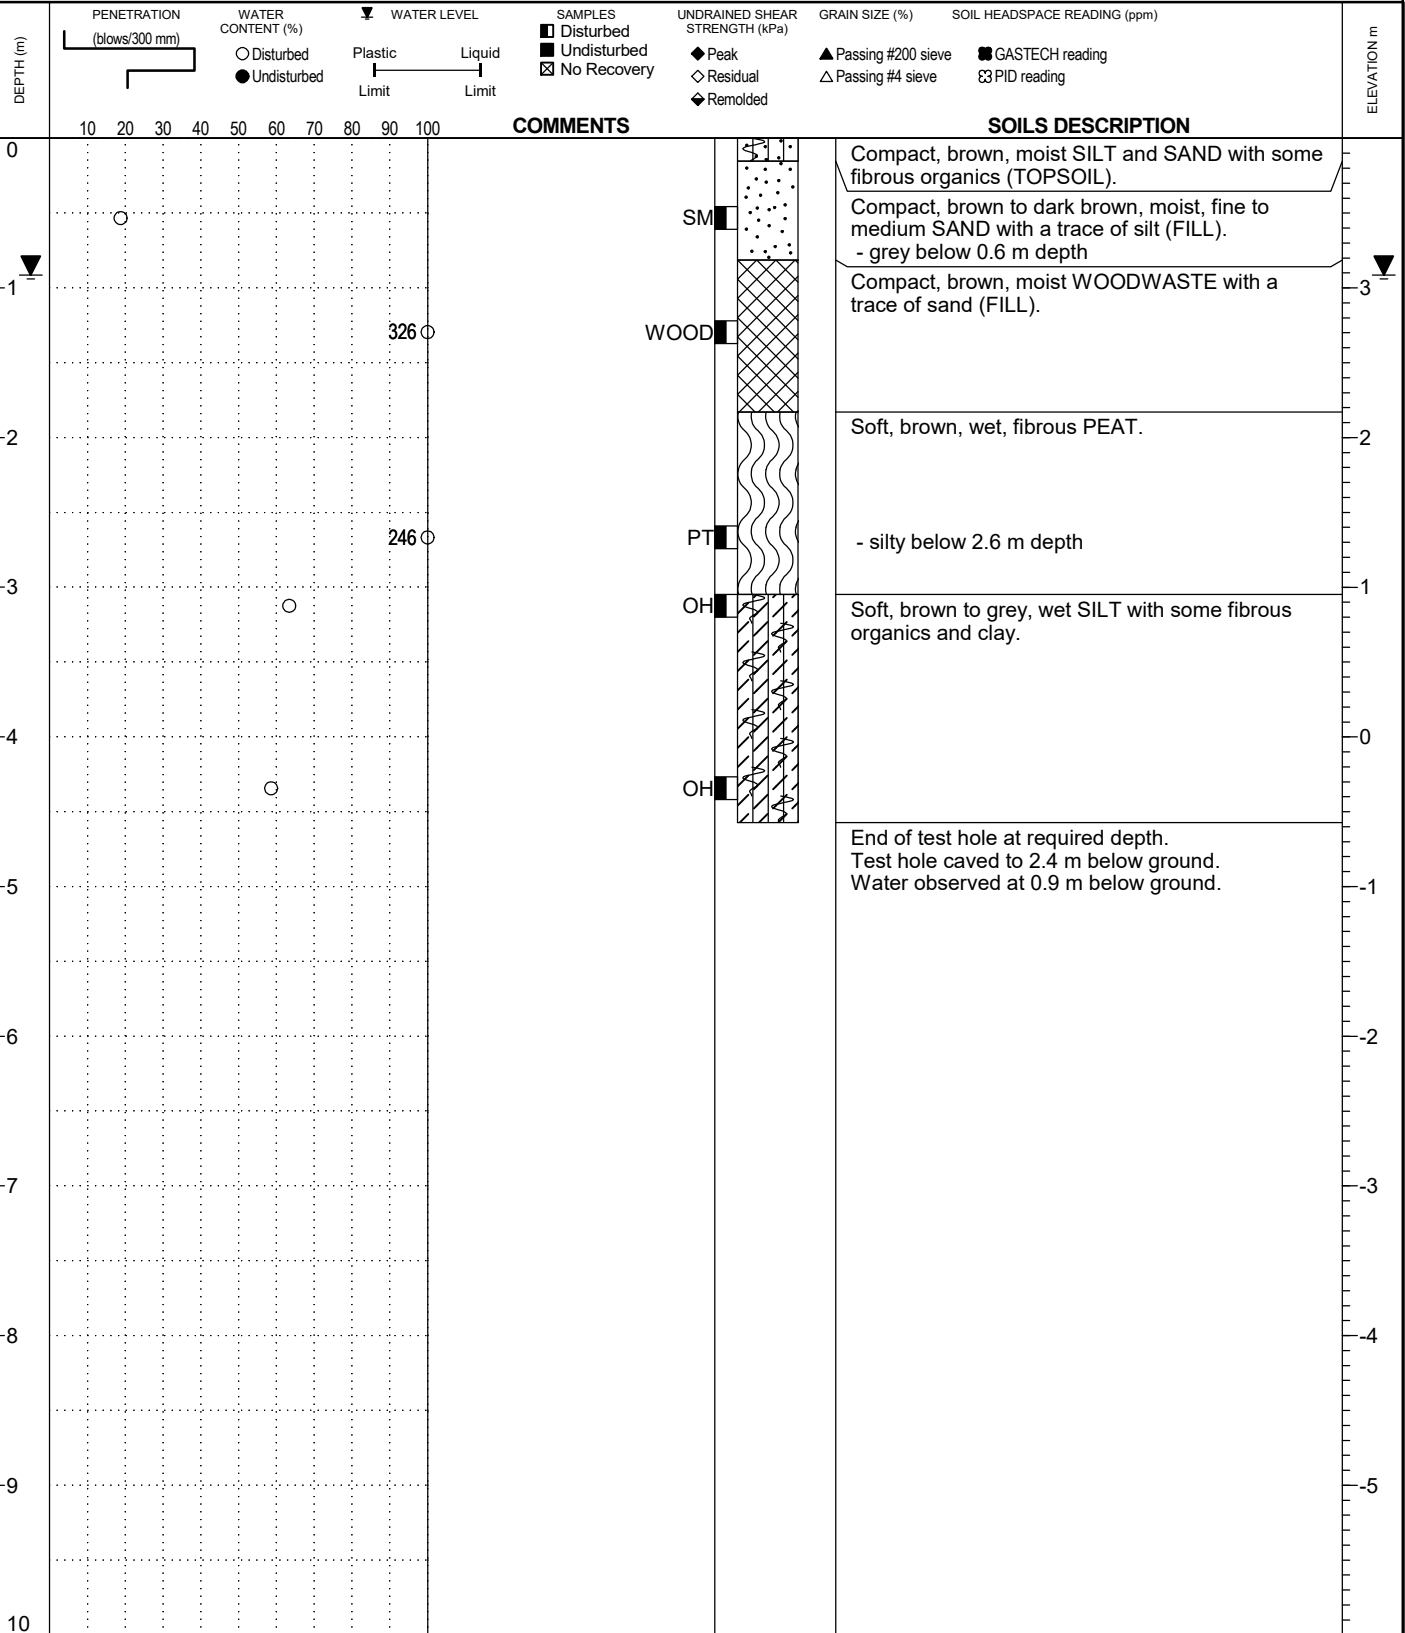 DEPTH (m)
PENETRATION
(blows/300 mm)
WATER
CONTENT (%)
Disturbed
Undisturbed
WATER LEVEL
Plastic Liquid
Limit Limit
SAMPLES
Disturbed
Undisturbed
No Recovery
UNDRAINED SHEAR
STRENGTH (kPa)
Peak
Residual
Remolded
GRAIN SIZE (%)
Passing #200 sieve
Passing #4 sieve
SOIL HEADSPACE READING (ppm)
GASTECH reading
PID reading
ELEVATION m
10 20 30 40 50 60 70 80 90 100
COMMENTS
SOILS DESCRIPTION
0
Compact, brown, moist SILT and SAND with some
fibrous organics (TOPSOIL).
SM
Compact, brown to dark brown, moist, fine to
medium SAND with a trace of silt (FILL).
- grey below 0.6 m depth
1
3
Compact, brown, moist WOODWASTE with a
trace of sand (FILL).
326
WOOD
2
2
Soft, brown, wet, fibrous PEAT.
246
PT
- silty below 2.6 m depth
3
1
OH
Soft, brown to grey, wet SILT with some fibrous
organics and clay.
4
0
OH
End of test hole at required depth.
Test hole caved to 2.4 m below ground.
Water observed at 0.9 m below ground.
5
-1
6
-2
7
-3
8
-4
9
-5
10